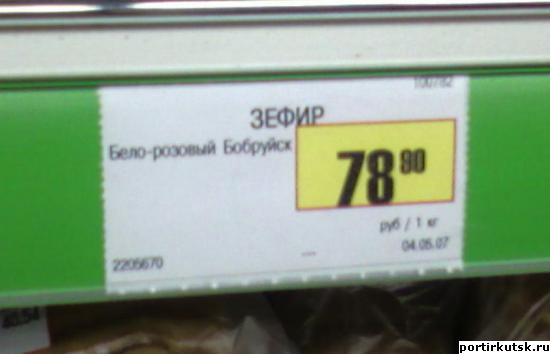 100782
ЗЕФИР
Бело-розовый Бобруйск
78 90
руб / 1 кг
04.05.07
2205670
portirkutsk.ru